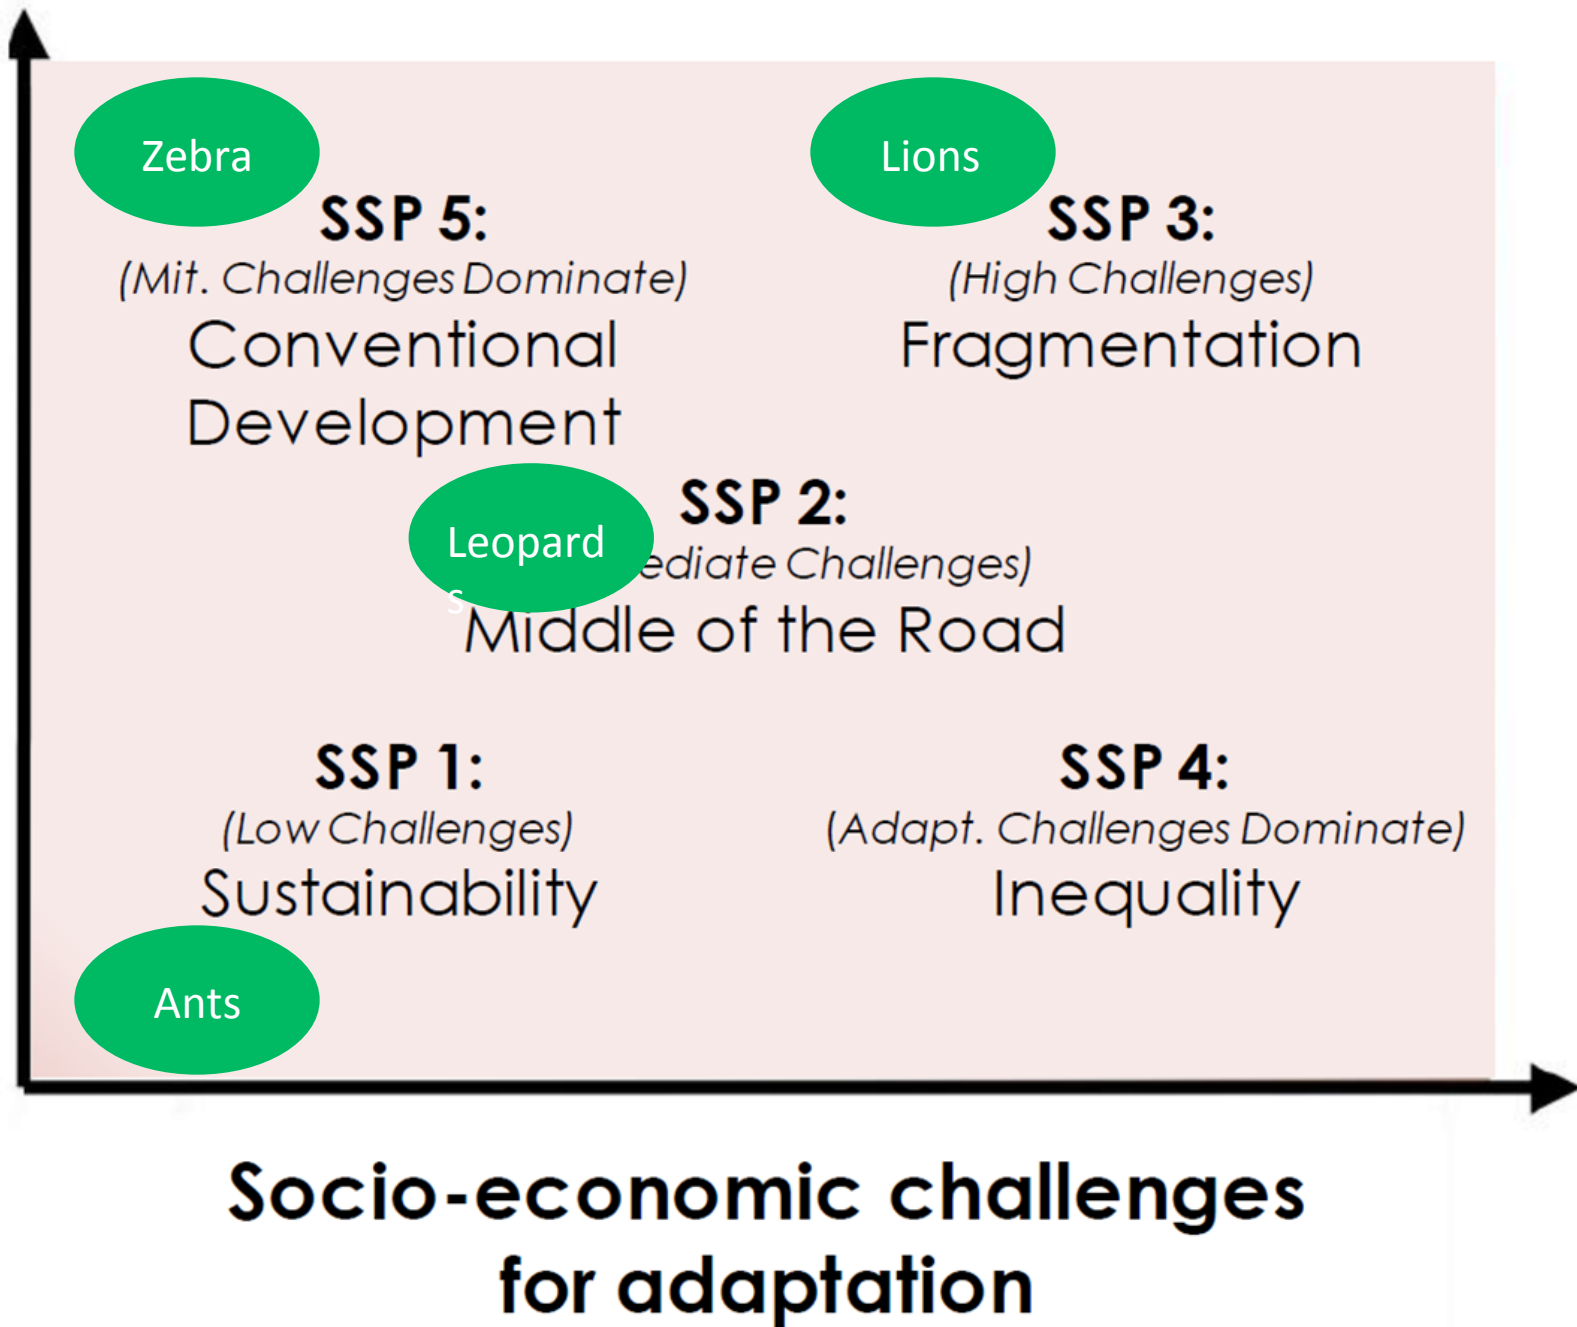 Zebra
Lions
SSP 5:
(Mit. Challenges Dominate)
Conventional
Development
SSP 3:
(High Challenges)
Fragmentation
Leopard
s
SSP 2:
ediate Challenges)
Middle of the Road
SSP 1:
(Low Challenges)
Sustainability
SSP 4:
(Adapt. Challenges Dominate)
Inequality
Ants
Socio-economic challenges
for adaptation